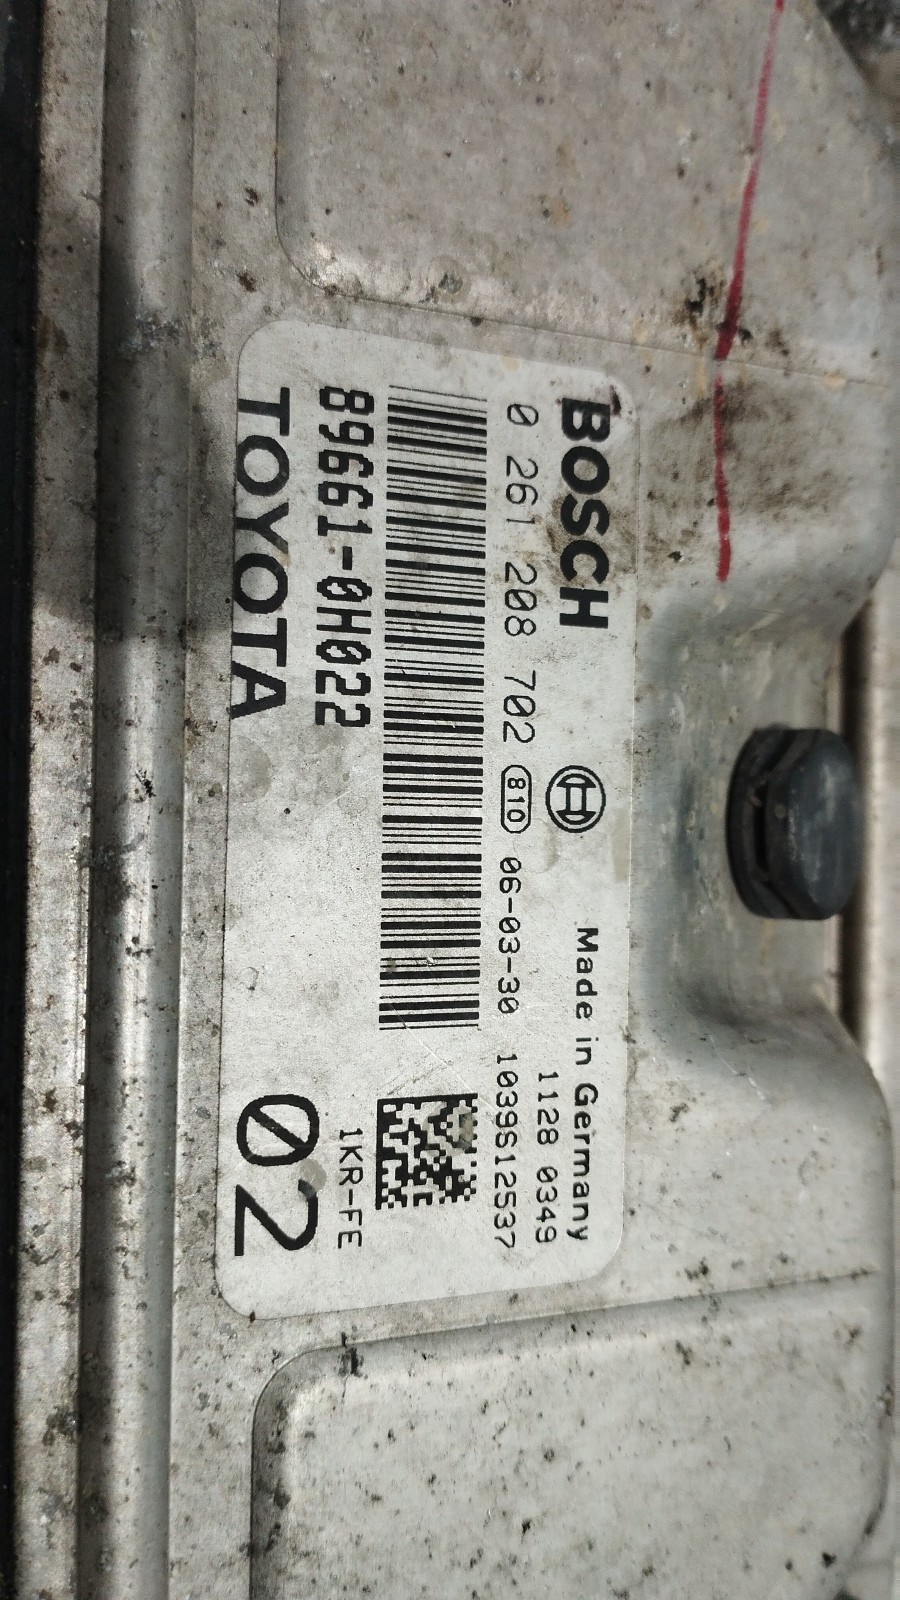 BOSCH
Made in Germany
1128 0349
0 261 208 702 81D 06-03-30 1039S12537
89661-0H022
1KR-FE
TOYOTA
02